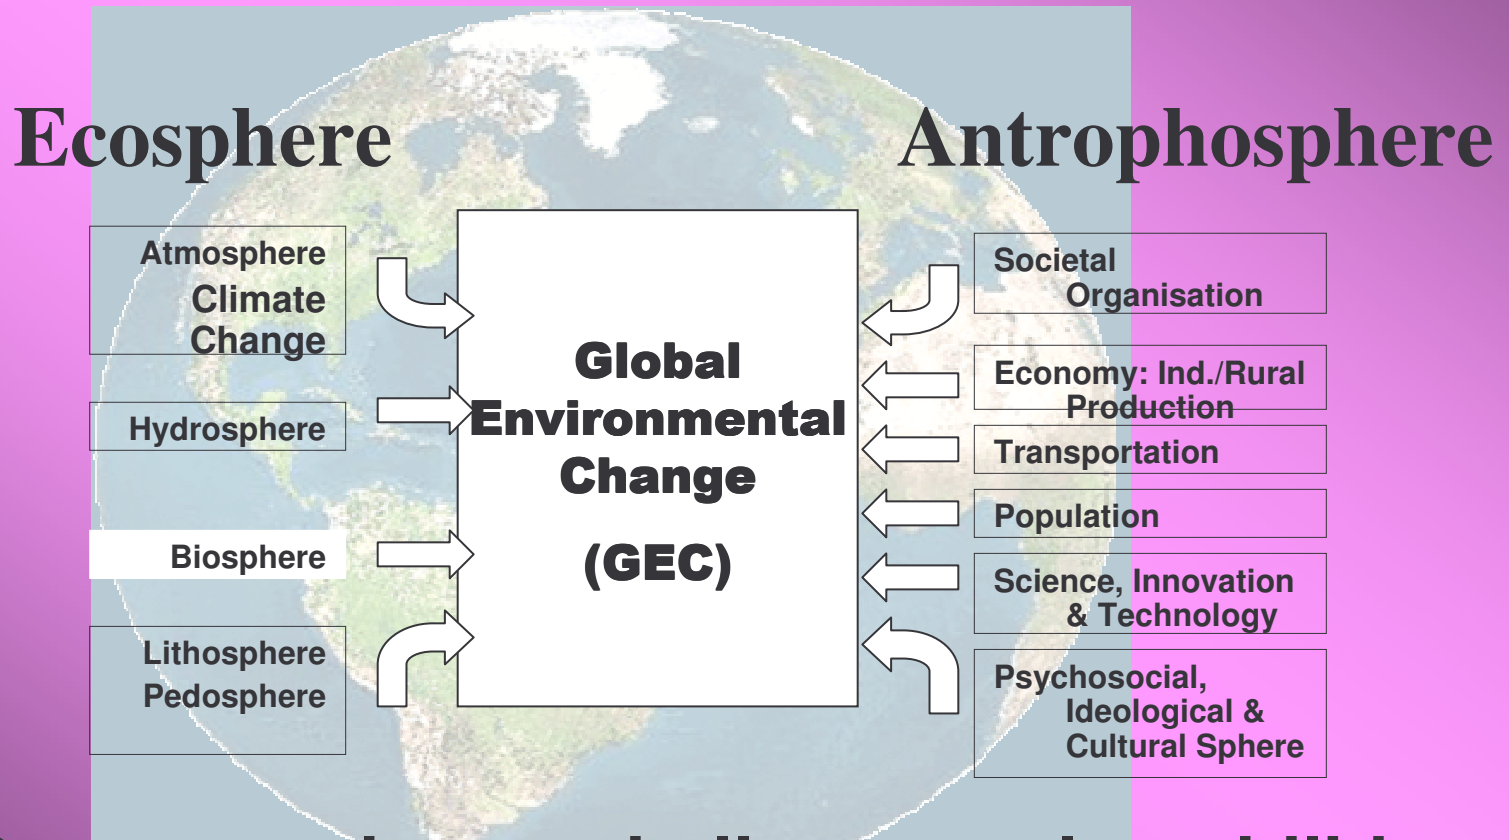 Ecosphere
Antrophosphere
Atmosphere
Climate
Change
Hydrosphere
Biosphere
Lithosphere
Pedosphere
Global
Environmental
Change
(GEC)
Societal
Organisation
Economy: Ind./Rural
Production
Transportation
Population
Science, Innovation
& Technology
Psychosocial,
Ideological &
Cultural Sphere